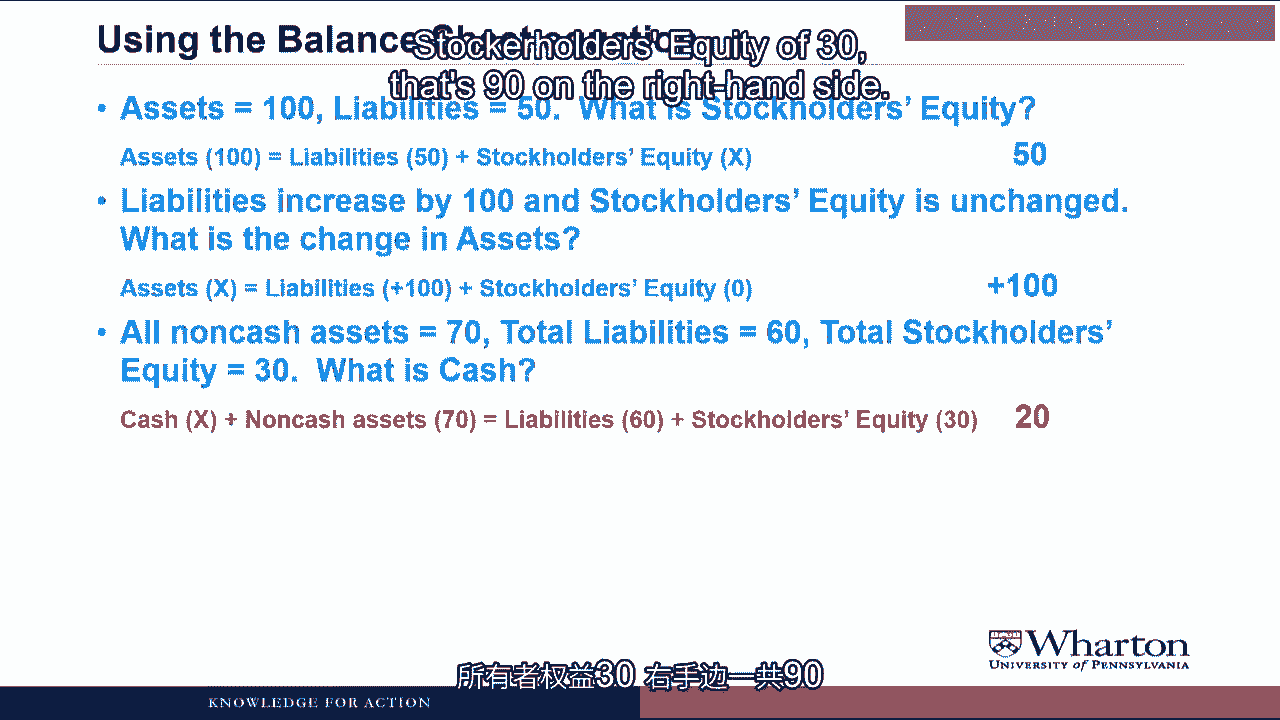 Using the Balance Sheet equation
Stockerholders' Equity of 30,
that's 90 on the right-hand side.
• Assets = 100, Liabilities = 50. What is Stockholders' Equity?
Assets (100) = Liabilities (50) + Stockholders' Equity (X) 50
• Liabilities increase by 100 and Stockholders' Equity is unchanged.
What is the change in Assets?
Assets (X) = Liabilities (+100) + Stockholders' Equity (0) +100
• All noncash assets = 70, Total Liabilities = 60, Total Stockholders'
Equity = 30. What is Cash?
Cash (X) + Noncash assets (70) = Liabilities (60) + Stockholders' Equity (30) 20
Wharton
UNIVERSITY of PENNSYLVANIA
所有者权益30 右手边一共90
KNOWLEDGE FOR ACTION